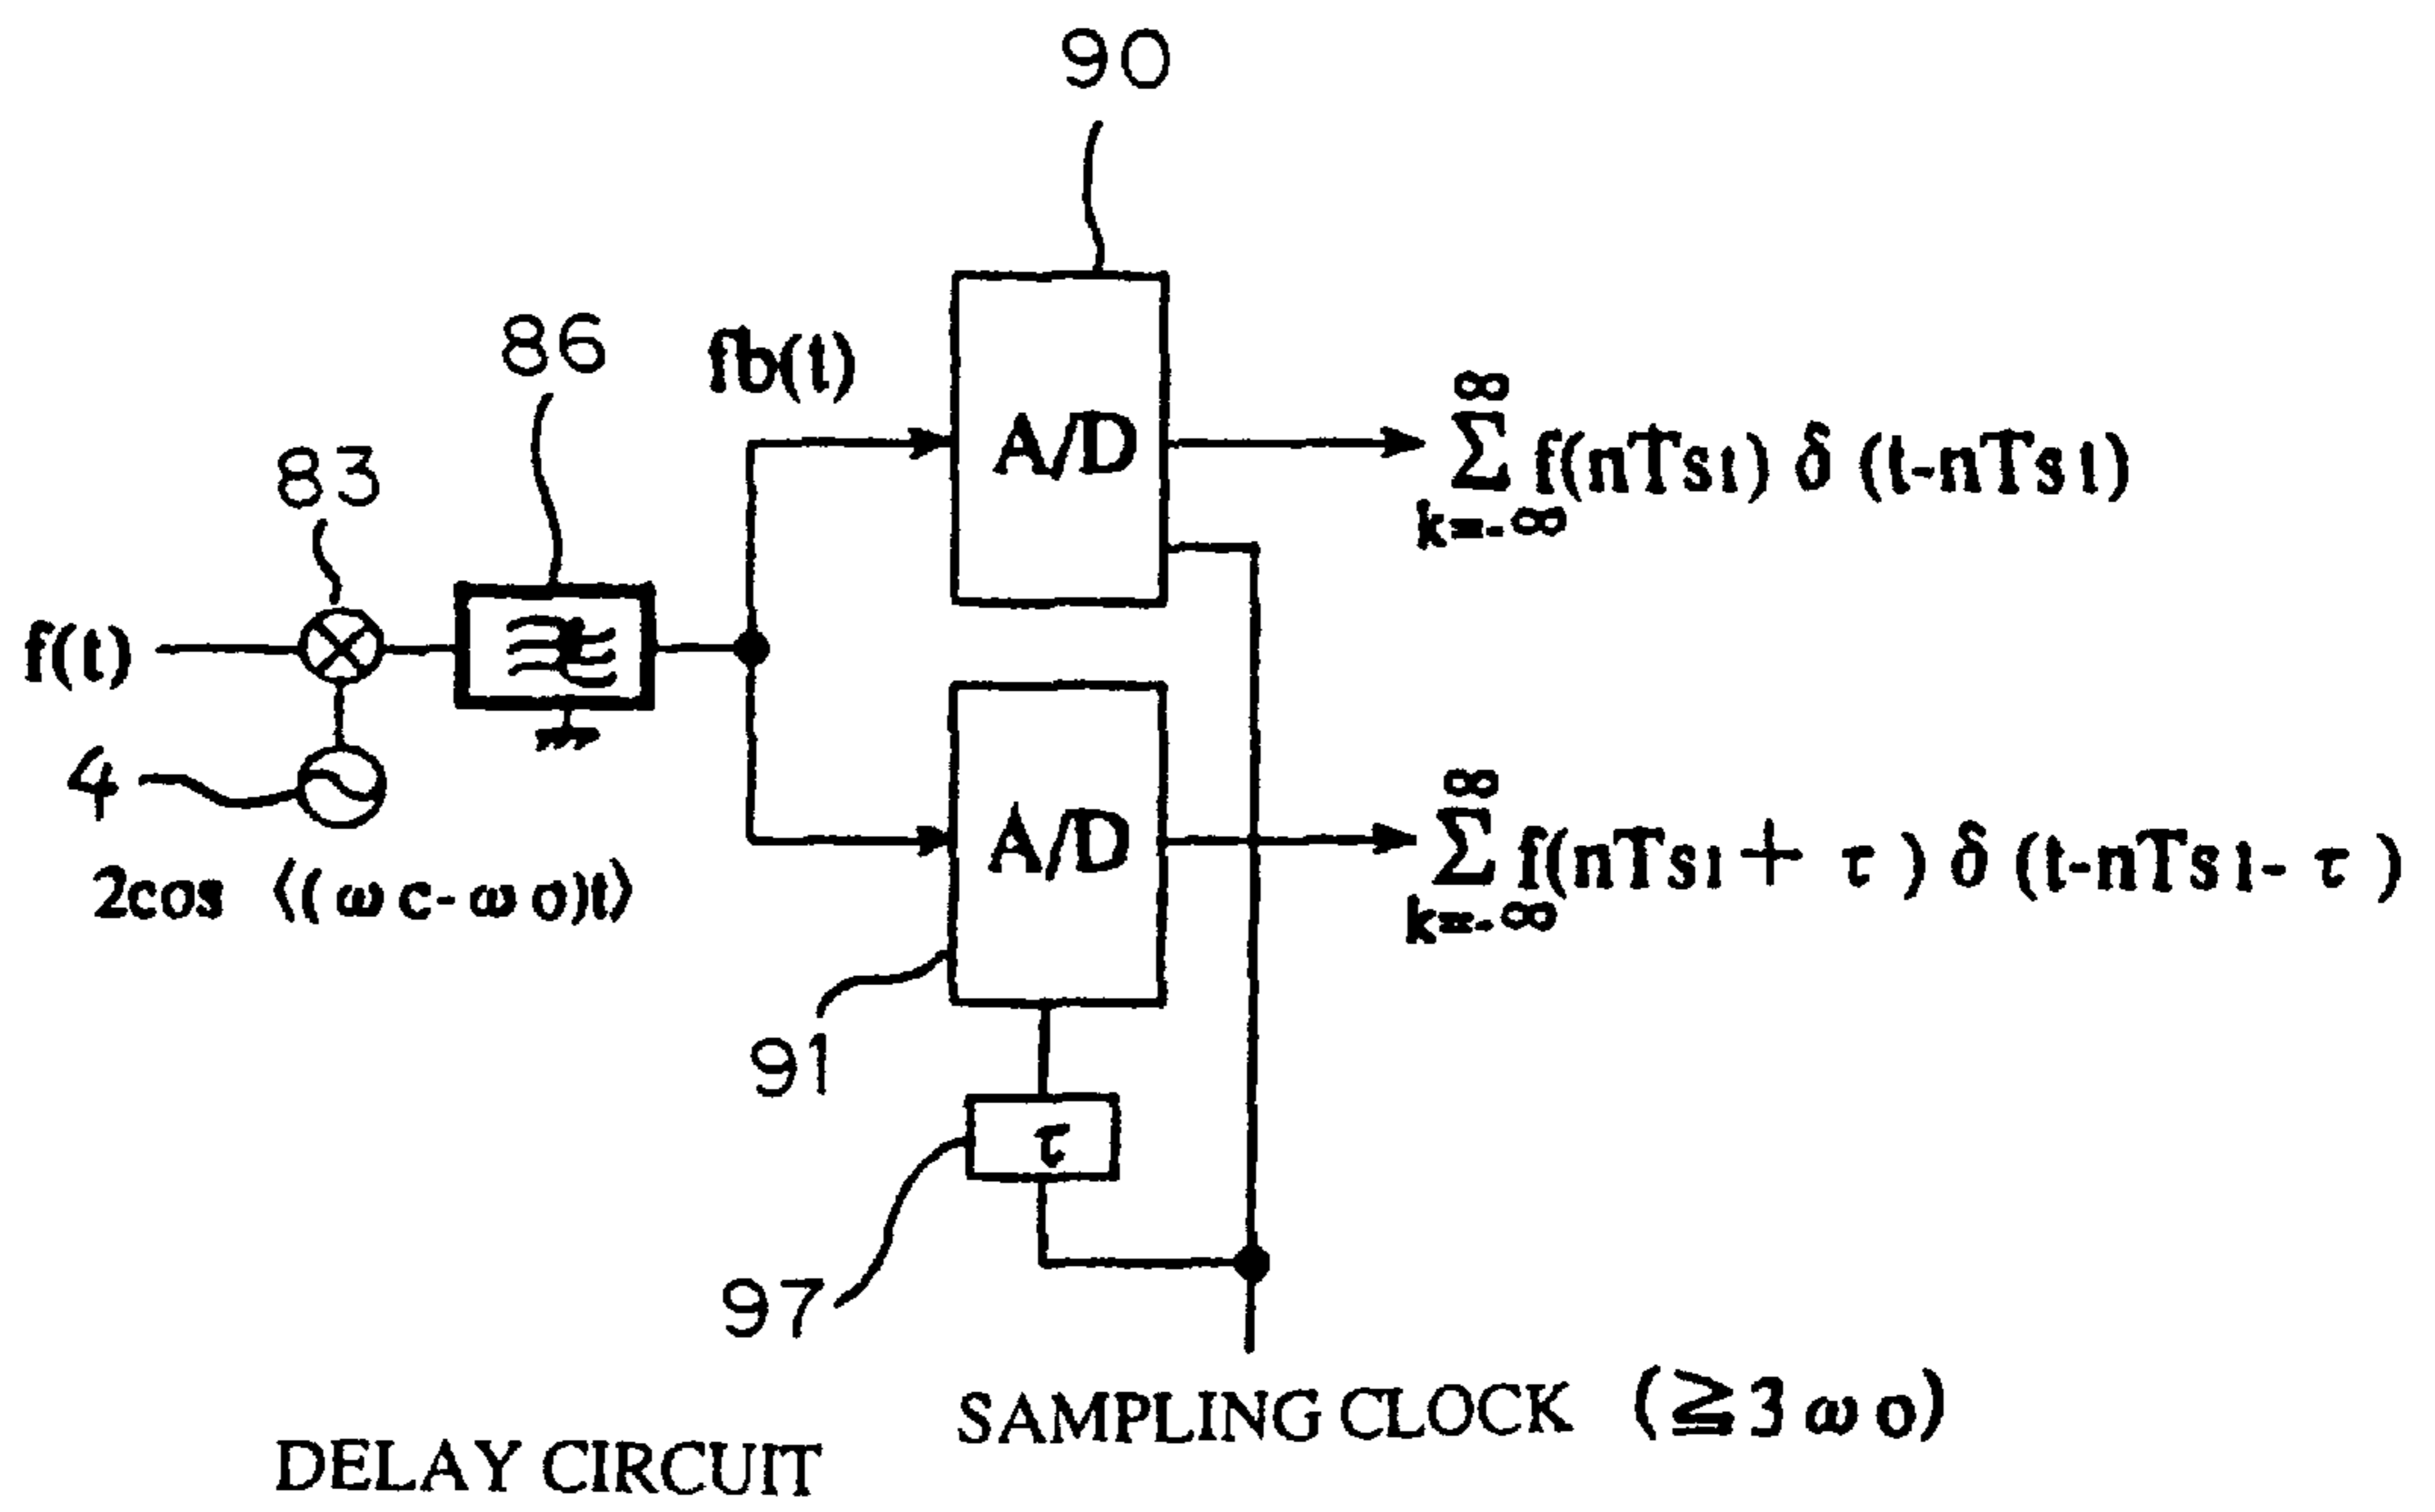 90
86
fb(t)
83
A/D
∞
Σ f(nTs1) δ (t-nTs1)
k=-∞
f(t)
4
2cos ((ωc-ωo)t)
A/D
∞
Σ f(nTs1+ τ ) δ (t-nTs1- τ )
k=-∞
91
τ
97
SAMPLING CLOCK (≧3ωo)
DELAY CIRCUIT